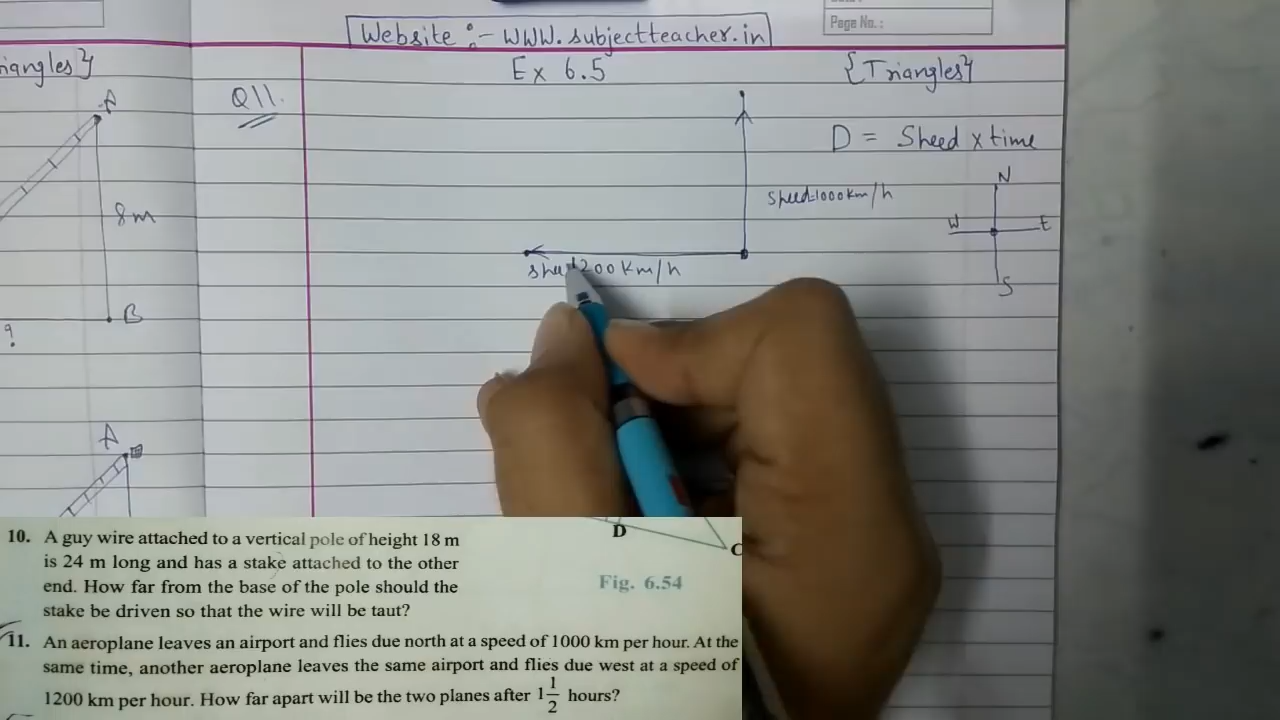 Page No.:
Website :- WWW.subjectteacher.in
iangles}
Ex 6.5
{Triangles}
Q11.
A
D = Speed x time
N
Speed=1000km/h
8m
W
E
1200 km/h
S
B
?
A
D
C
Fig. 6.54
10. A guy wire attached to a vertical pole of height 18 m
is 24 m long and has a stake attached to the other
end. How far from the base of the pole should the
stake be driven so that the wire will be taut?
11. An aeroplane leaves an airport and flies due north at a speed of 1000 km per hour. At the
same time, another aeroplane leaves the same airport and flies due west at a speed of
1200 km per hour. How far apart will be the two planes after 1 1/2 hours?